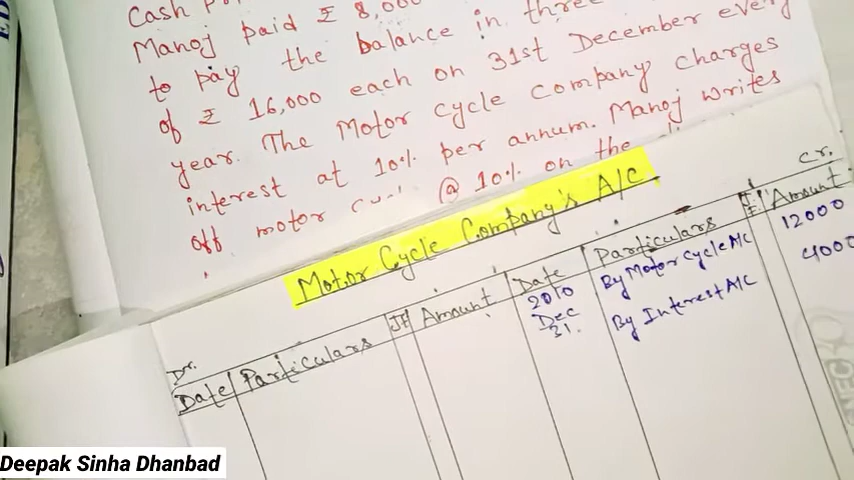 Cash
Manoj paid ₹ 8,000
to pay the balance in three
of ₹ 16,000 each on 31st December every
year. The Motor Cycle Company charges
interest at 10% per annum. Manoj writes
off motor @ 10% on the
Motor Cycle Company's A/C
Dr. Cr.
Date Particulars J.F. Amount Date Particulars J.F. Amount
2010 By Motor Cycle A/C 12000
Dec 31. By Interest A/C 4000
Deepak Sinha Dhanbad